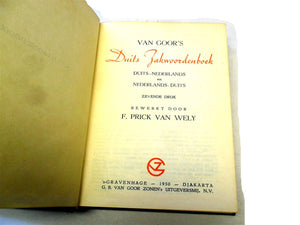 VAN GOOR'S
Duits Zakwoordenboek
DUITS-NEDERLANDS
EN
NEDERLANDS-DUITS
ZEVENDE DRUK
BEWERKT DOOR
F. PRICK VAN WELY
'S-GRAVENHAGE — 1950 — DJAKARTA
G. B. VAN GOOR ZONEN'S UITGEVERSMIJ. N.V.